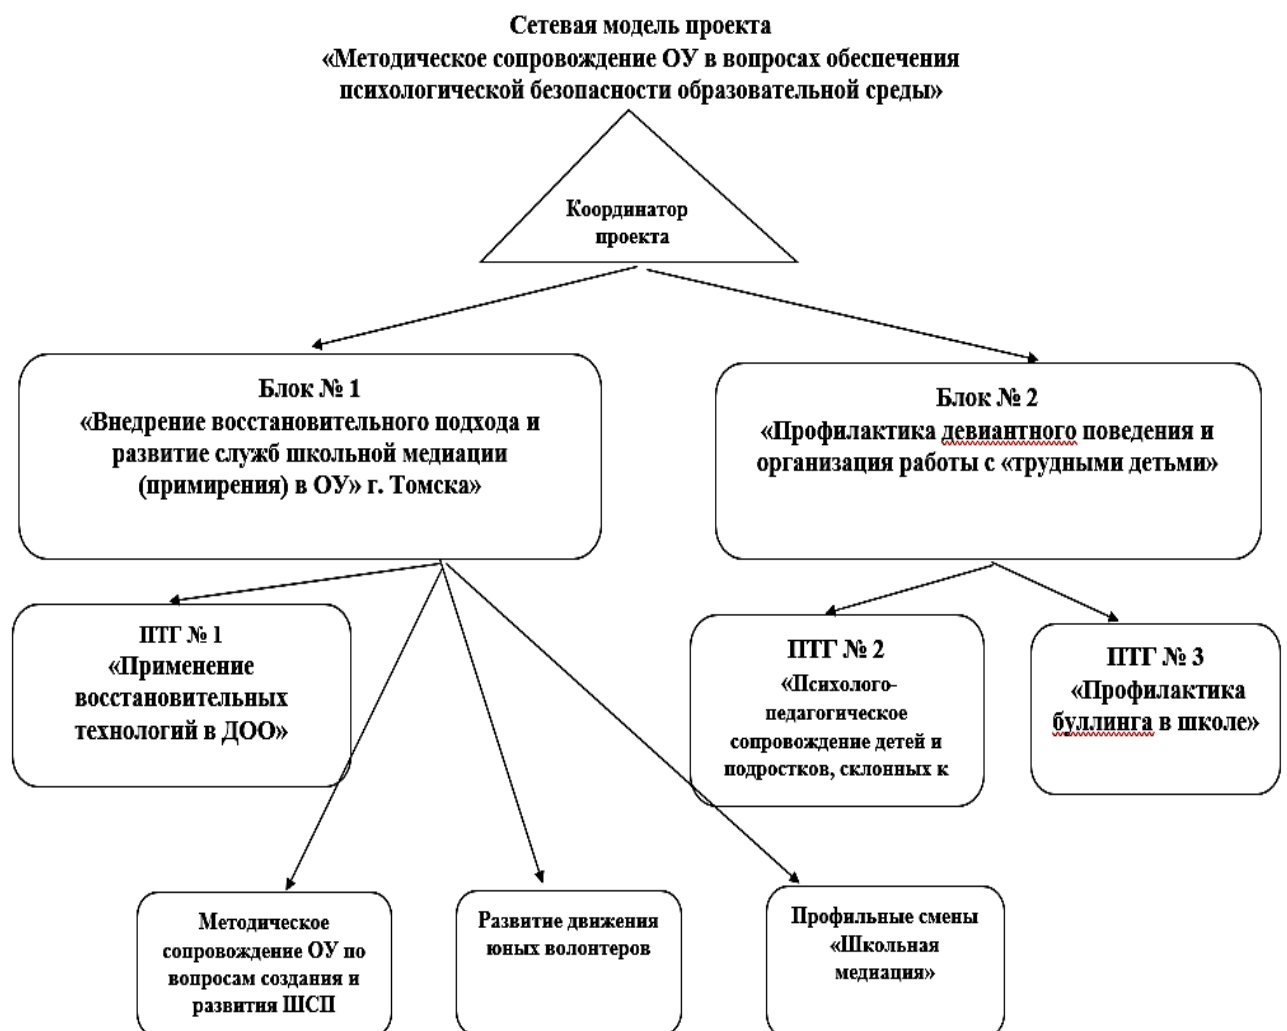 Сетевая модель проекта
«Методическое сопровождение ОУ в вопросах обеспечения
психологической безопасности образовательной среды»
Координатор
проекта
Блок № 1
«Внедрение восстановительного подхода и
развитие служб школьной медиации
(примирения) в ОУ» г. Томска»
Блок № 2
«Профилактика девиантного поведения и
организация работы с «трудными детьми»
ПТГ № 1
«Применение
восстановительных
технологий в ДОО»
ПТГ № 2
«Психолого-
педагогическое
сопровождение детей и
подростков, склонных к
ПТГ № 3
«Профилактика
буллинга в школе»
Методическое
сопровождение ОУ по
вопросам создания и
развития ШСП
Развитие движения
юных волонтеров
Профильные смены
«Школьная
медиация»